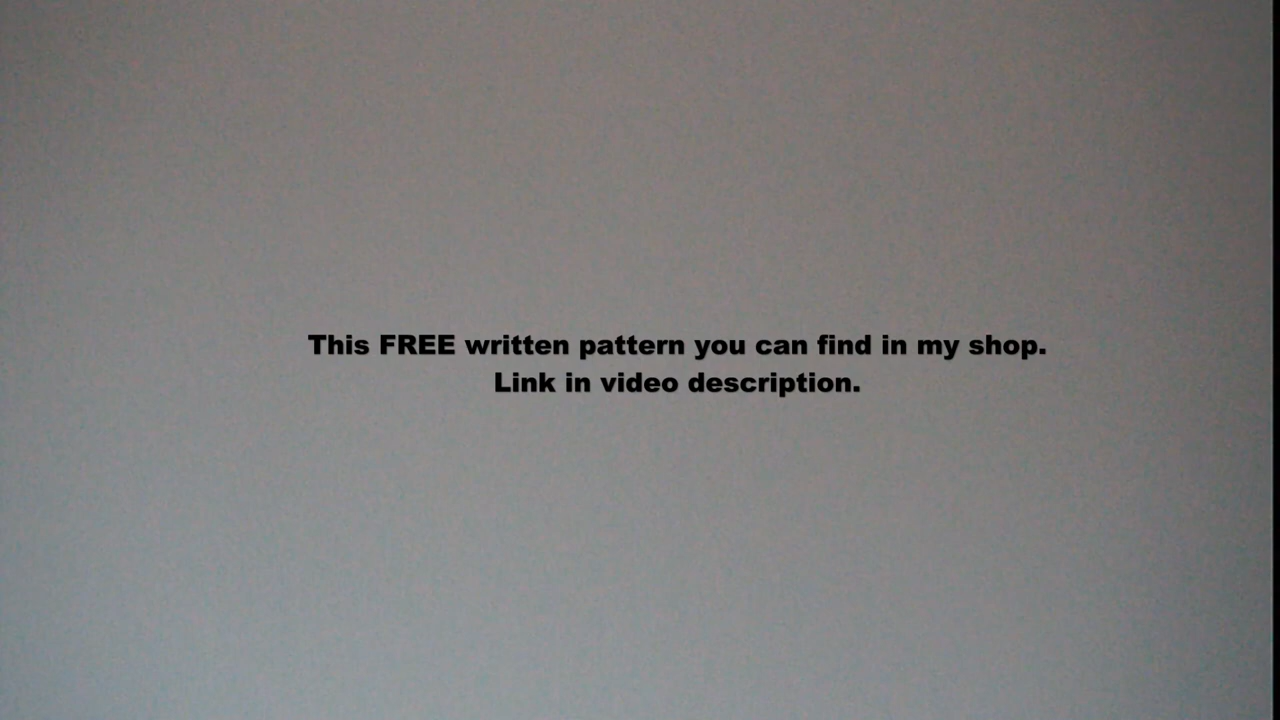 This FREE written pattern you can find in my shop.
Link in video description.